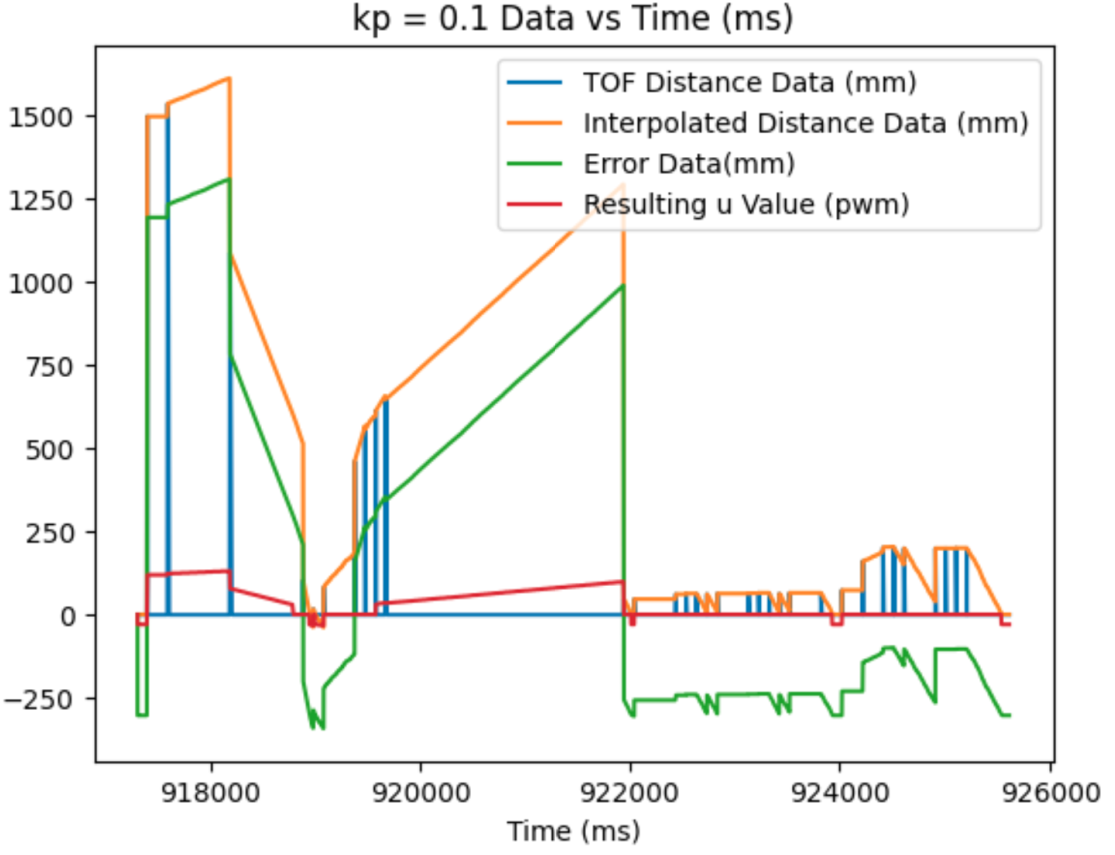 kp = 0.1 Data vs Time (ms)
TOF Distance Data (mm)
Interpolated Distance Data (mm)
Error Data(mm)
Resulting u Value (pwm)
1500
1250
1000
750
500
250
0
−250
918000 920000 922000 924000 926000
Time (ms)